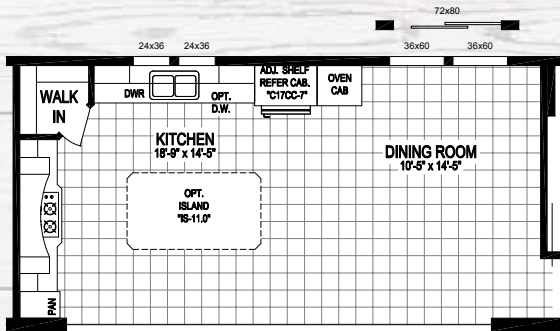 72x80
24x36 24x36
36x60 36x60
WALK
IN
DWR
OPT.
D.W.
ADJ. SHELF
REFER CAB.
"C17CC-7"
OVEN
CAB
KITCHEN
18'-9" x 14'-5"
DINING ROOM
10'-5" x 14'-5"
OPT.
ISLAND
"IS-11.0"
PAN